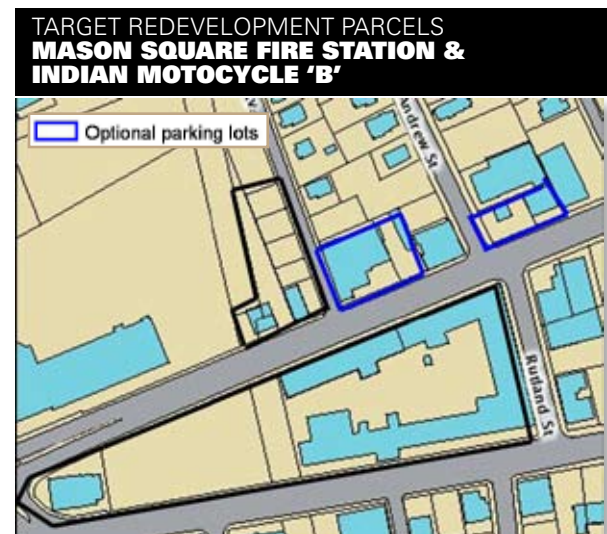 TARGET REDEVELOPMENT PARCELS
MASON SQUARE FIRE STATION &
INDIAN MOTOCYCLE ‘B’
Optional parking lots
Andrew St
Rutland St